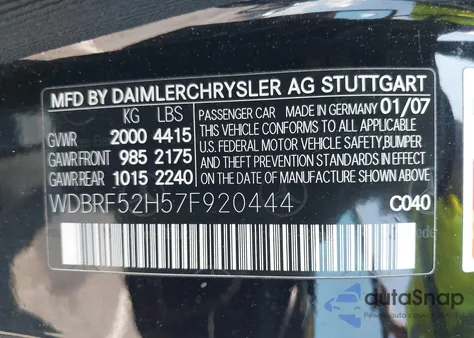 MFD BY DAIMLERCHRYSLER AG STUTTGART
KG LBS
GVWR 2000 4415
GAWR FRONT 985 2175
GAWR REAR 1015 2240
PASSENGER CAR MADE IN GERMANY 01/07
THIS VEHICLE CONFORMS TO ALL APPLICABLE
U.S. FEDERAL MOTOR VEHICLE SAFETY,BUMPER
AND THEFT PREVENTION STANDARDS IN EFFECT
ON THE DATE OF MANUFACTURE SHOWN ABOVE
WDBRF52H57F920444
C040
autoSnap